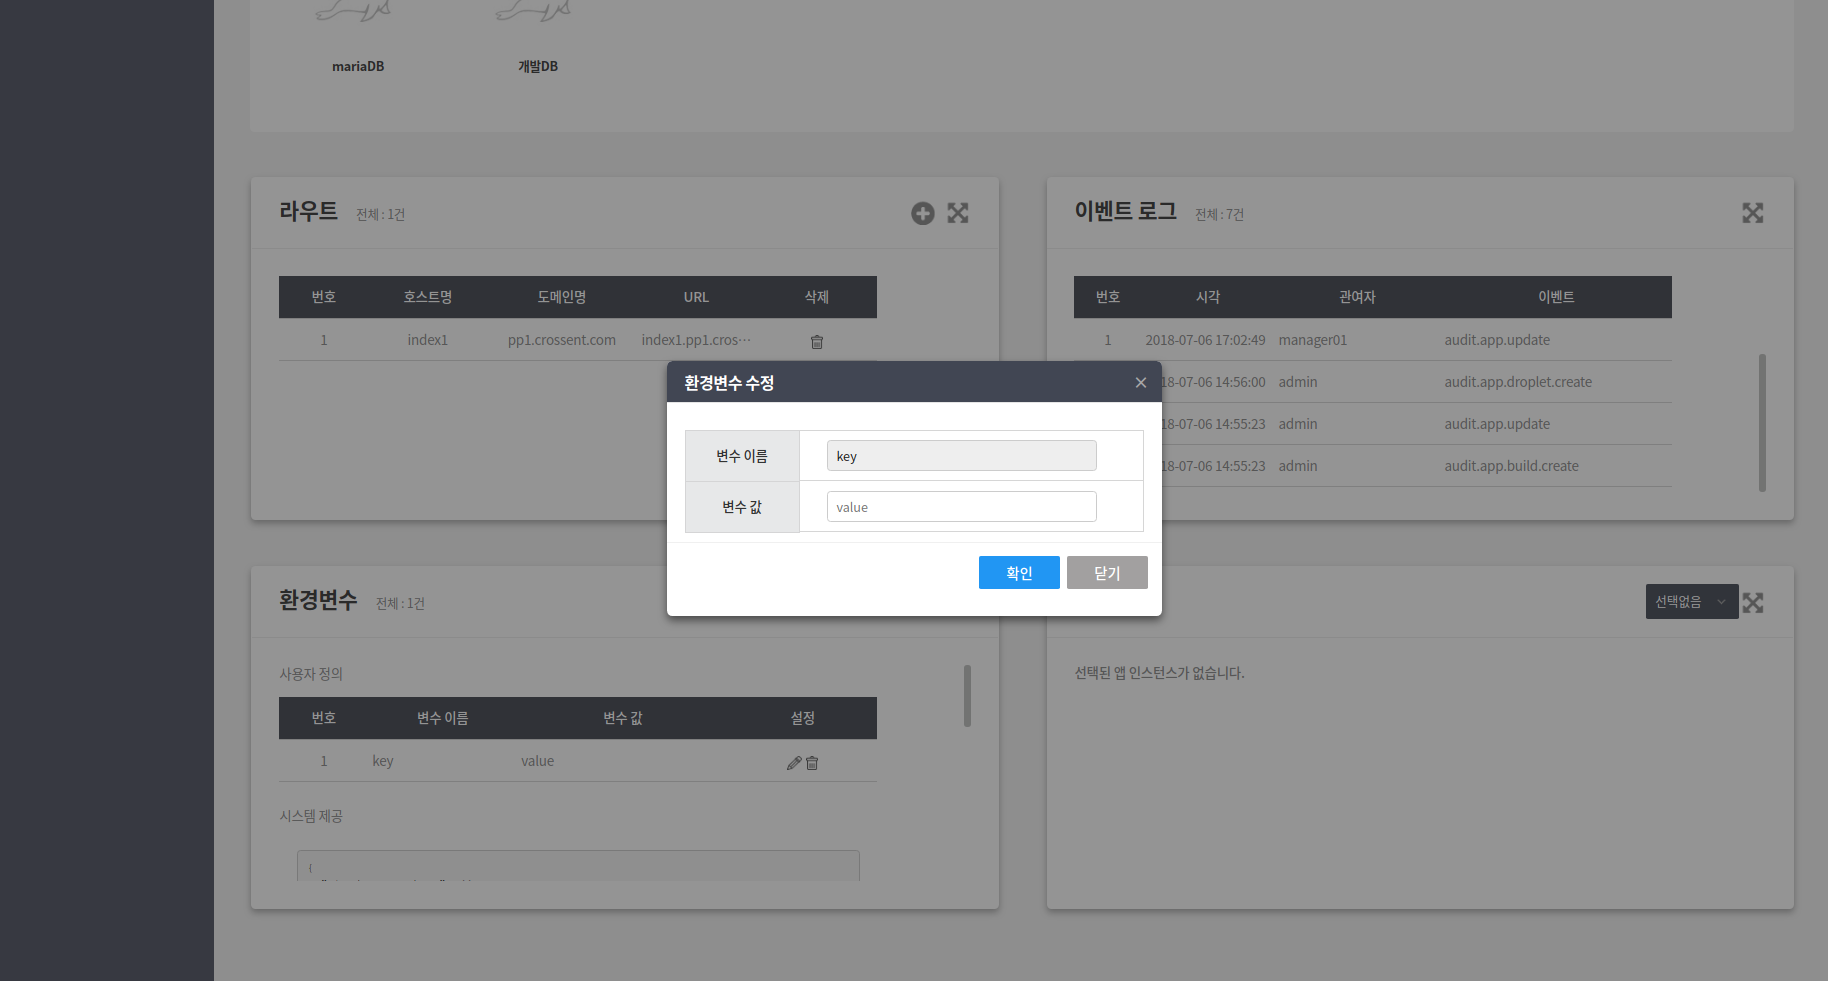 mariaDB
개발DB
라우트 전체 : 1건
번호 호스트명 도메인명 URL 삭제
1 index1 pp1.crossent.com index1.pp1.cros···
이벤트 로그 전체 : 7건
번호 시각 관여자 이벤트
1 2018-07-06 17:02:49 manager01 audit.app.update
18-07-06 14:56:00 admin audit.app.droplet.create
18-07-06 14:55:23 admin audit.app.update
18-07-06 14:55:23 admin audit.app.build.create
환경변수 수정 ×
변수 이름 key
변수 값 value
확인 닫기
환경변수 전체 : 1건
사용자 정의
번호 변수 이름 변수 값 설정
1 key value
시스템 제공
{
선택없음
선택된 앱 인스턴스가 없습니다.